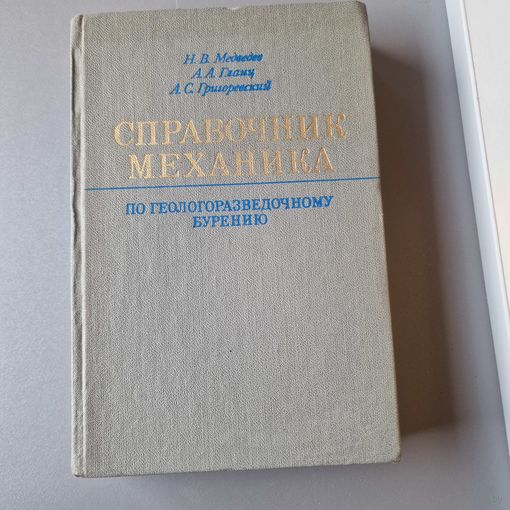 Н. В. Медведев
А. А. Гланц
А. С. Григоревский
СПРАВОЧНИК
МЕХАНИКА
ПО ГЕОЛОГОРАЗВЕДОЧНОМУ
БУРЕНИЮ